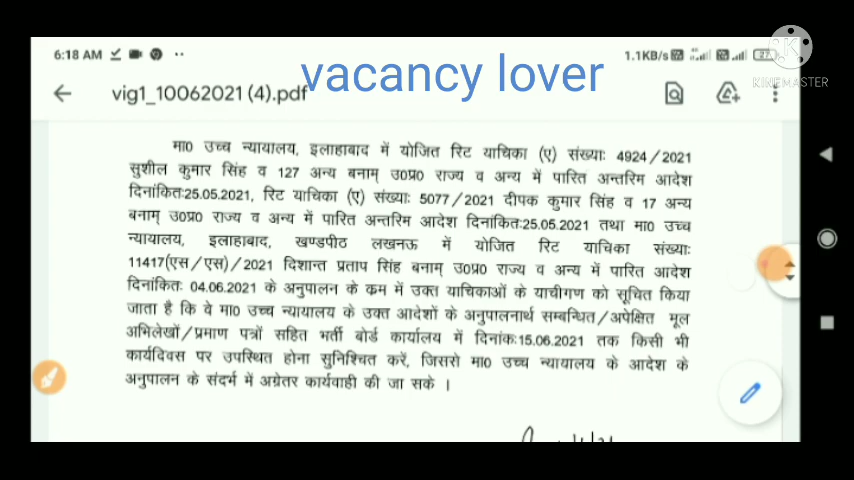 6:18 AM
1.1KB/s
27
vacancy lover
KINEMASTER
vig1_10062021 (4).pdf
मा0 उच्च न्यायालय, इलाहाबाद में योजित रिट याचिका (ए) संख्याः 4924/2021
सुशील कुमार सिंह व 127 अन्य बनाम् उ0प्र0 राज्य व अन्य में पारित अन्तरिम आदेश
दिनांकितः25.05.2021, रिट याचिका (ए) संख्याः 5077/2021 दीपक कुमार सिंह व 17 अन्य
बनाम् उ0प्र0 राज्य व अन्य में पारित अन्तरिम आदेश दिनांकितः25.05.2021 तथा मा0 उच्च
न्यायालय, इलाहाबाद, खण्डपीठ लखनऊ में योजित रिट याचिका संख्याः
11417(एस/एस)/2021 दिशान्त प्रताप सिंह बनाम् उ0प्र0 राज्य व अन्य में पारित आदेश
दिनांकितः 04.06.2021 के अनुपालन के क्रम में उक्त याचिकाओं के याचीगण को सूचित किया
जाता है कि वे मा0 उच्च न्यायालय के उक्त आदेशों के अनुपालनार्थ सम्बन्धित/अपेक्षित मूल
अभिलेखों/प्रमाण पत्रों सहित भर्ती बोर्ड कार्यालय में दिनांकः15.06.2021 तक किसी भी
कार्यदिवस पर उपस्थित होना सुनिश्चित करें, जिससे मा0 उच्च न्यायालय के आदेश के
अनुपालन के संदर्भ में अग्रेतर कार्यवाही की जा सके ।